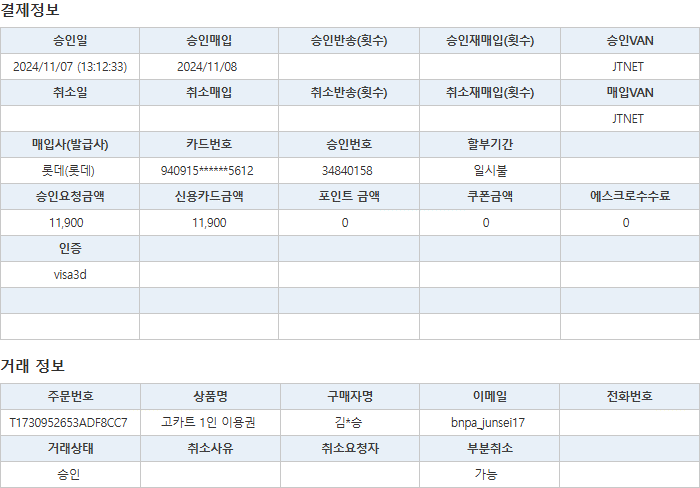 결제정보
승인일 승인매입 승인반송(횟수) 승인재매입(횟수) 승인VAN
2024/11/07 (13:12:33) 2024/11/08 JTNET
취소일 취소매입 취소반송(횟수) 취소재매입(횟수) 매입VAN
JTNET
매입사(발급사) 카드번호 승인번호 할부기간
롯데(롯데) 940915******5612 34840158 일시불
승인요청금액 신용카드금액 포인트 금액 쿠폰금액 에스크로수수료
11,900 11,900 0 0 0
인증
visa3d
거래 정보
주문번호 상품명 구매자명 이메일 전화번호
T1730952653ADF8CC7 고카트 1인 이용권 김*승 bnpa_junsei17
거래상태 취소사유 취소요청자 부분취소
승인 가능